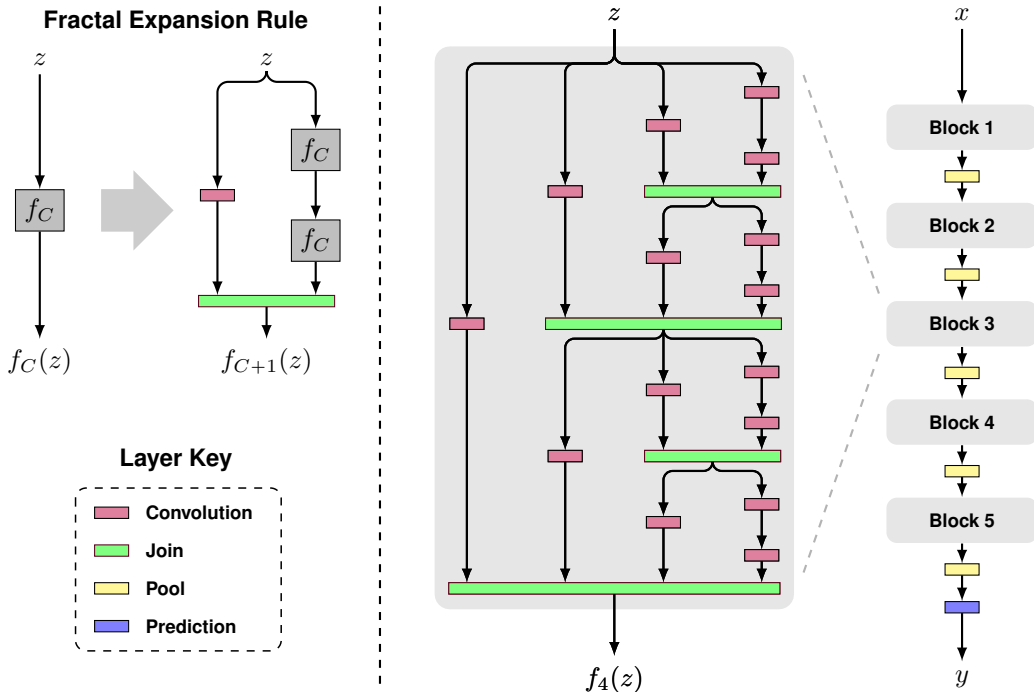 Fractal Expansion Rule
z
z
f_C
f_C
f_C
f_C(z)
f_{C+1}(z)
Layer Key
Convolution
Join
Pool
Prediction
z
f_4(z)
x
Block 1
Block 2
Block 3
Block 4
Block 5
y